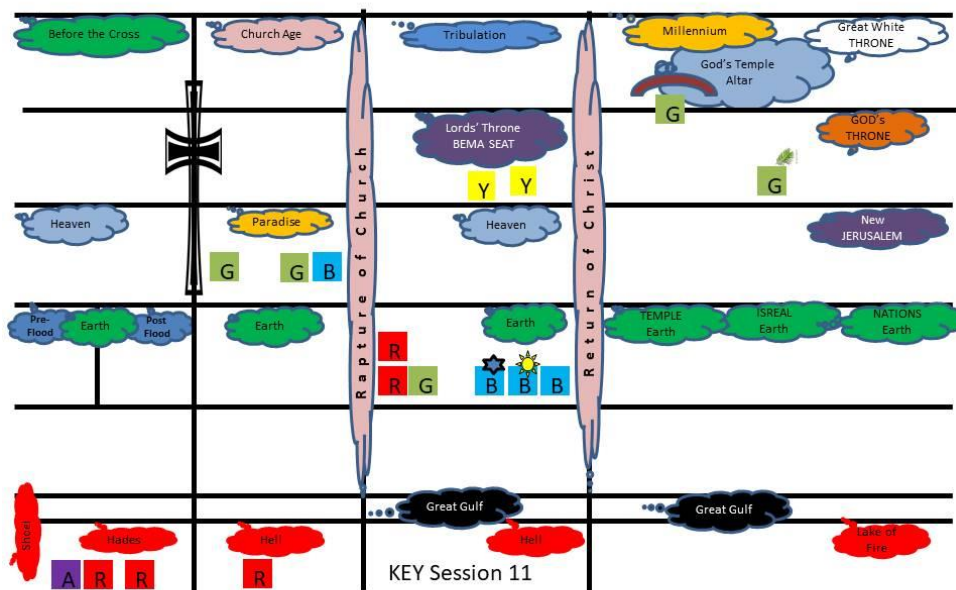 Before the Cross
Church Age
Tribulation
Millennium
Great White
THRONE
God's Temple
Altar
G
Lords' Throne
BEMA SEAT
GOD's
THRONE
Y
Y
G
Heaven
Paradise
Heaven
New
JERUSALEM
G
G
B
Rapture of Church
Return of Christ
Pre-
Flood
Earth
Post
Flood
Earth
Earth
TEMPLE
Earth
ISREAL
Earth
NATIONS
Earth
R
R
G
B
B
B
Great Gulf
Great Gulf
Shoel
Hades
Hell
Hell
Lake of
Fire
A
R
R
R
KEY Session 11